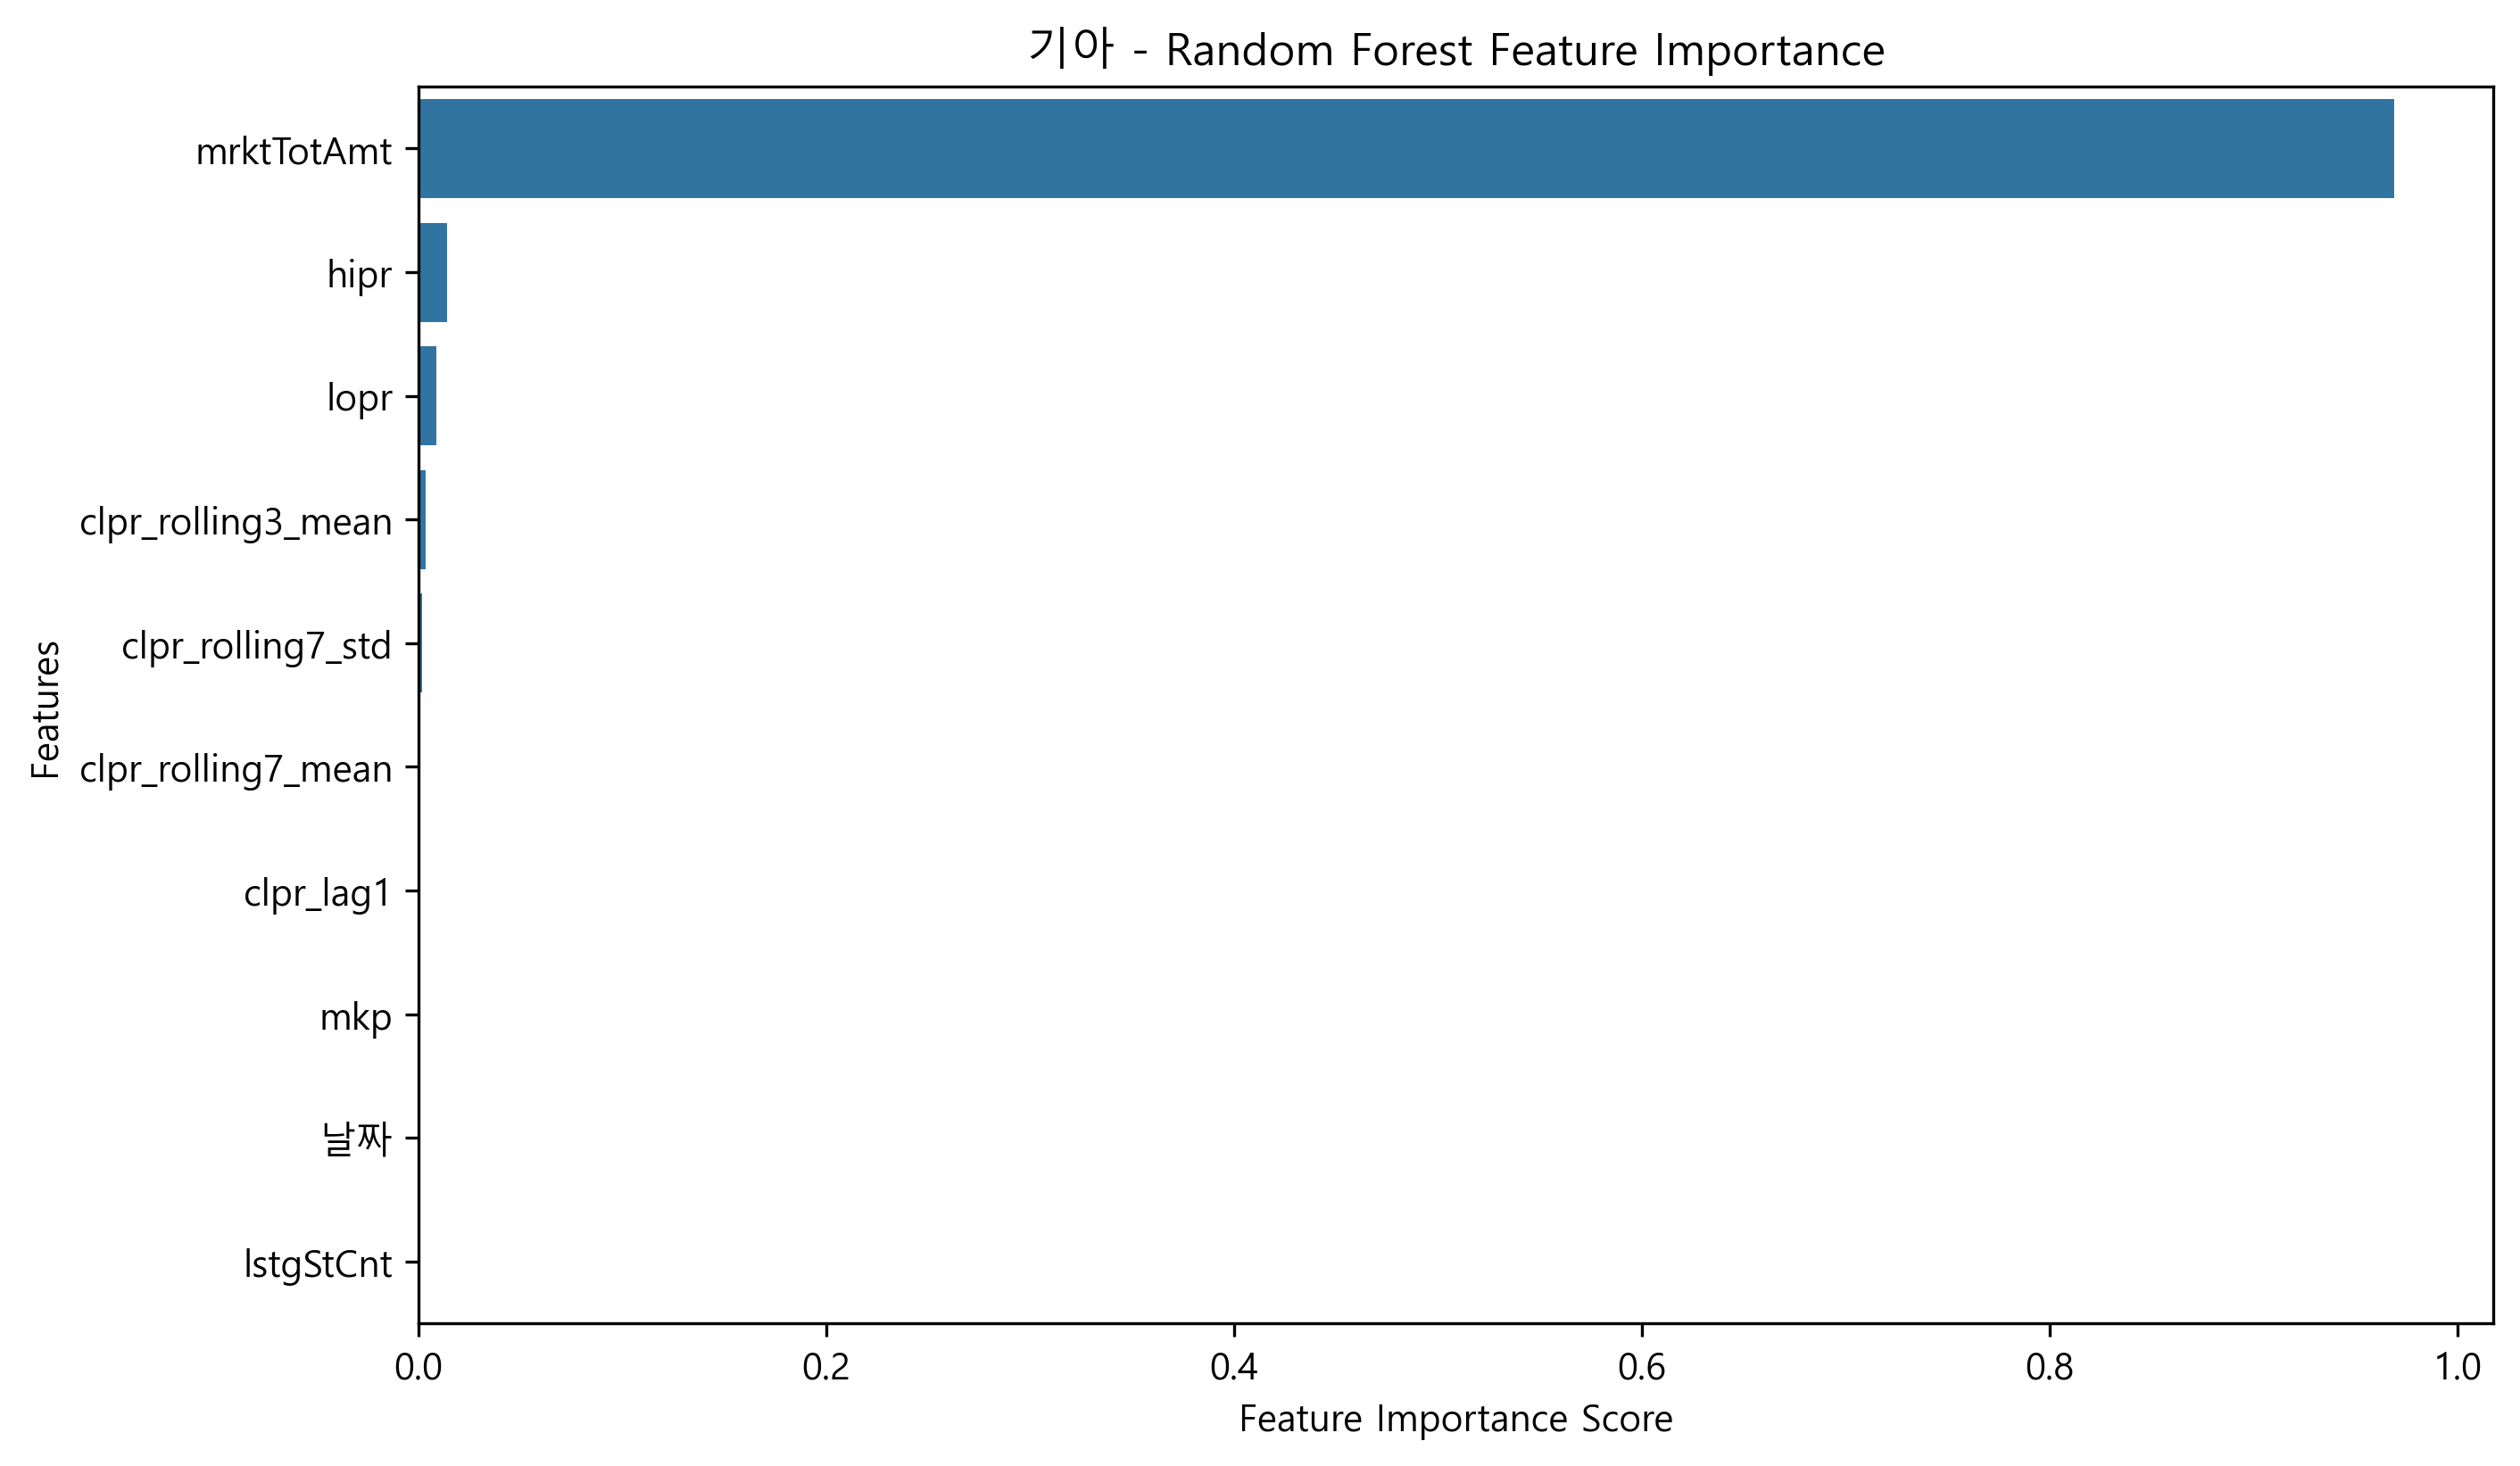 기아 - Random Forest Feature Importance
Features
mrktTotAmt
hipr
lopr
clpr_rolling3_mean
clpr_rolling7_std
clpr_rolling7_mean
clpr_lag1
mkp
날짜
lstgStCnt
0.0 0.2 0.4 0.6 0.8 1.0
Feature Importance Score